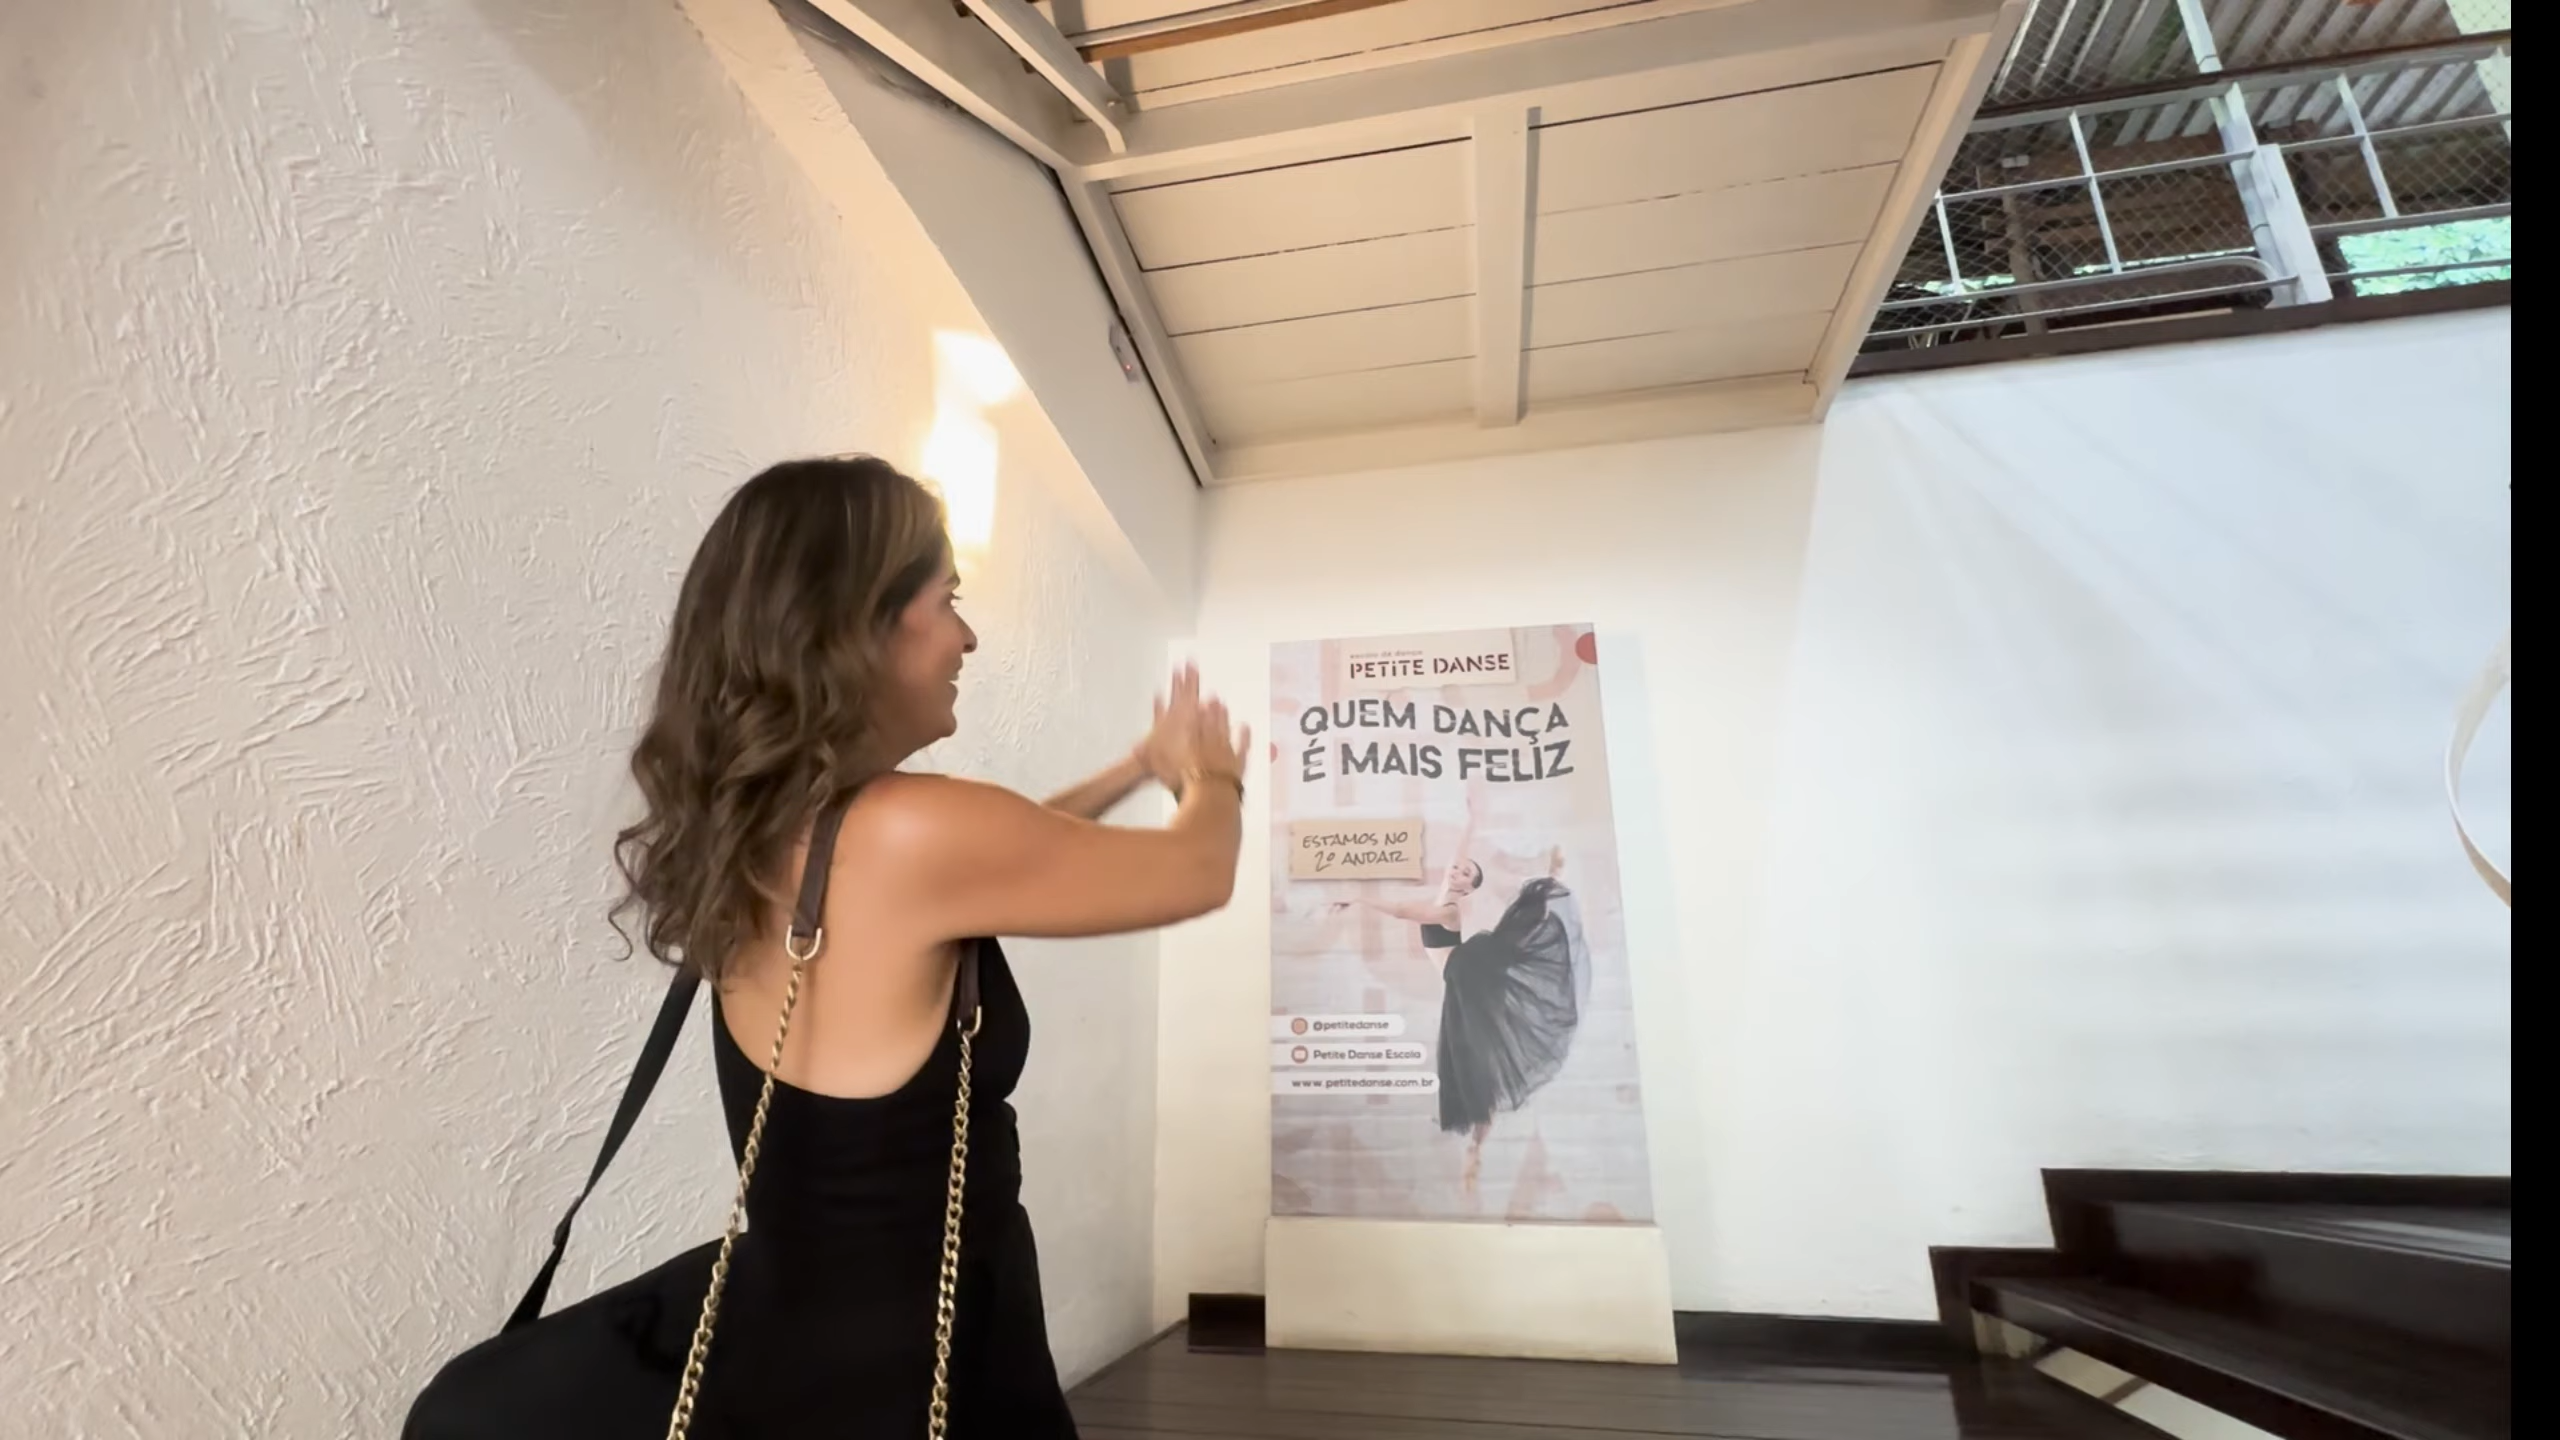 escola de dança
PETITE DANSE
QUEM DANÇA
É MAIS FELIZ
ESTAMOS NO
2º ANDAR
@petitedanse
Petite Danse Escola
www.petitedanse.com.br